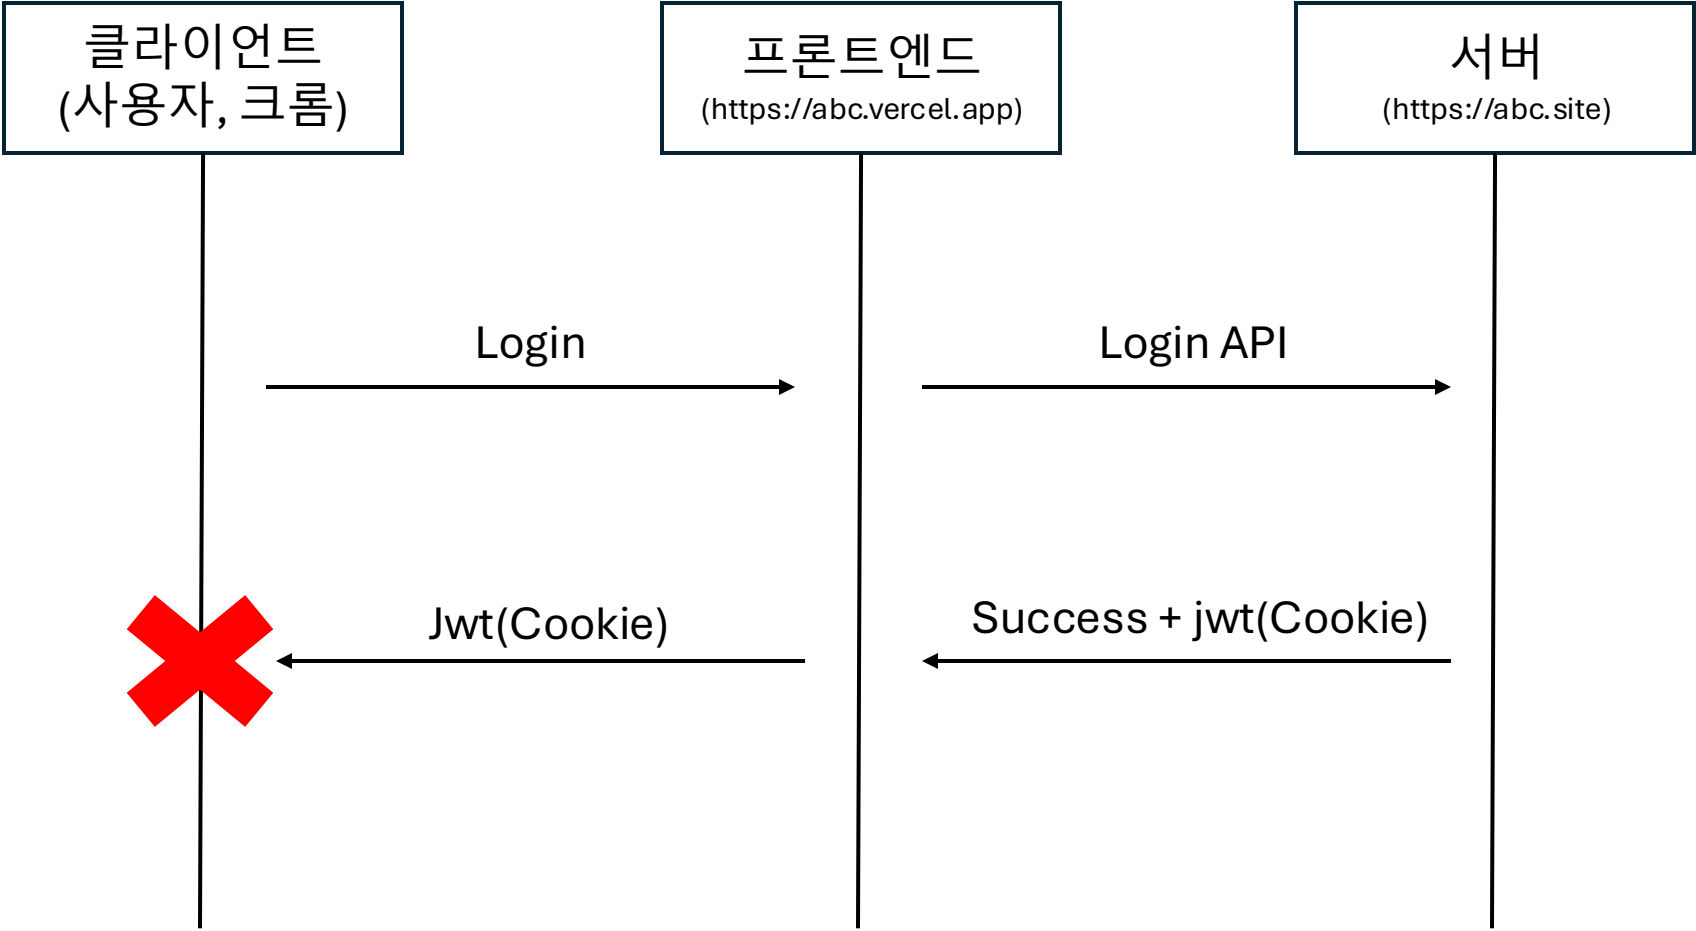 클라이언트
(사용자, 크롬)
프론트엔드
(https://abc.vercel.app)
서버
(https://abc.site)
Login
Login API
Jwt(Cookie)
Success + jwt(Cookie)